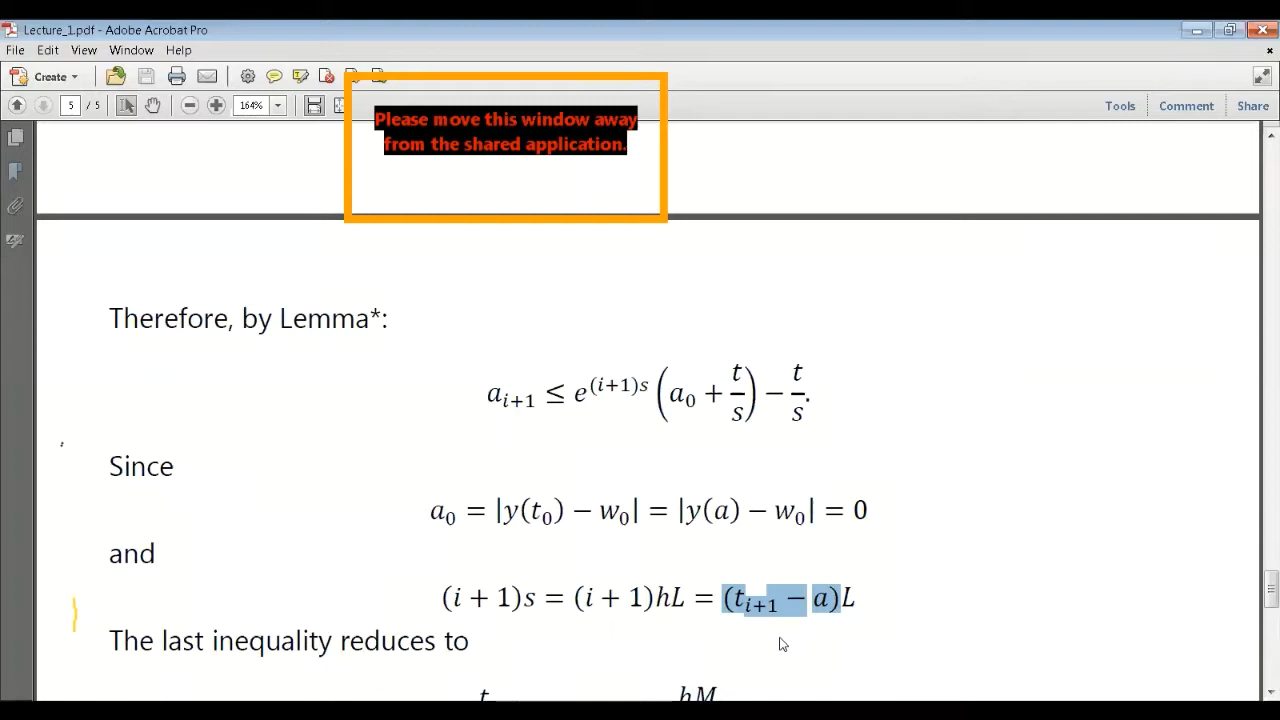 Lecture_1.pdf - Adobe Acrobat Pro
File Edit View Window Help
Create
5 / 5 164% Tools Comment Share
Please move this window away
from the shared application.
Therefore, by Lemma*:
a_{i+1} ≤ e^{(i+1)s} (a_0 + t/s) − t/s.
Since
a_0 = |y(t_0) − w_0| = |y(a) − w_0| = 0
and
(i + 1)s = (i + 1)hL = (t_{i+1} − a)L
The last inequality reduces to
t hM